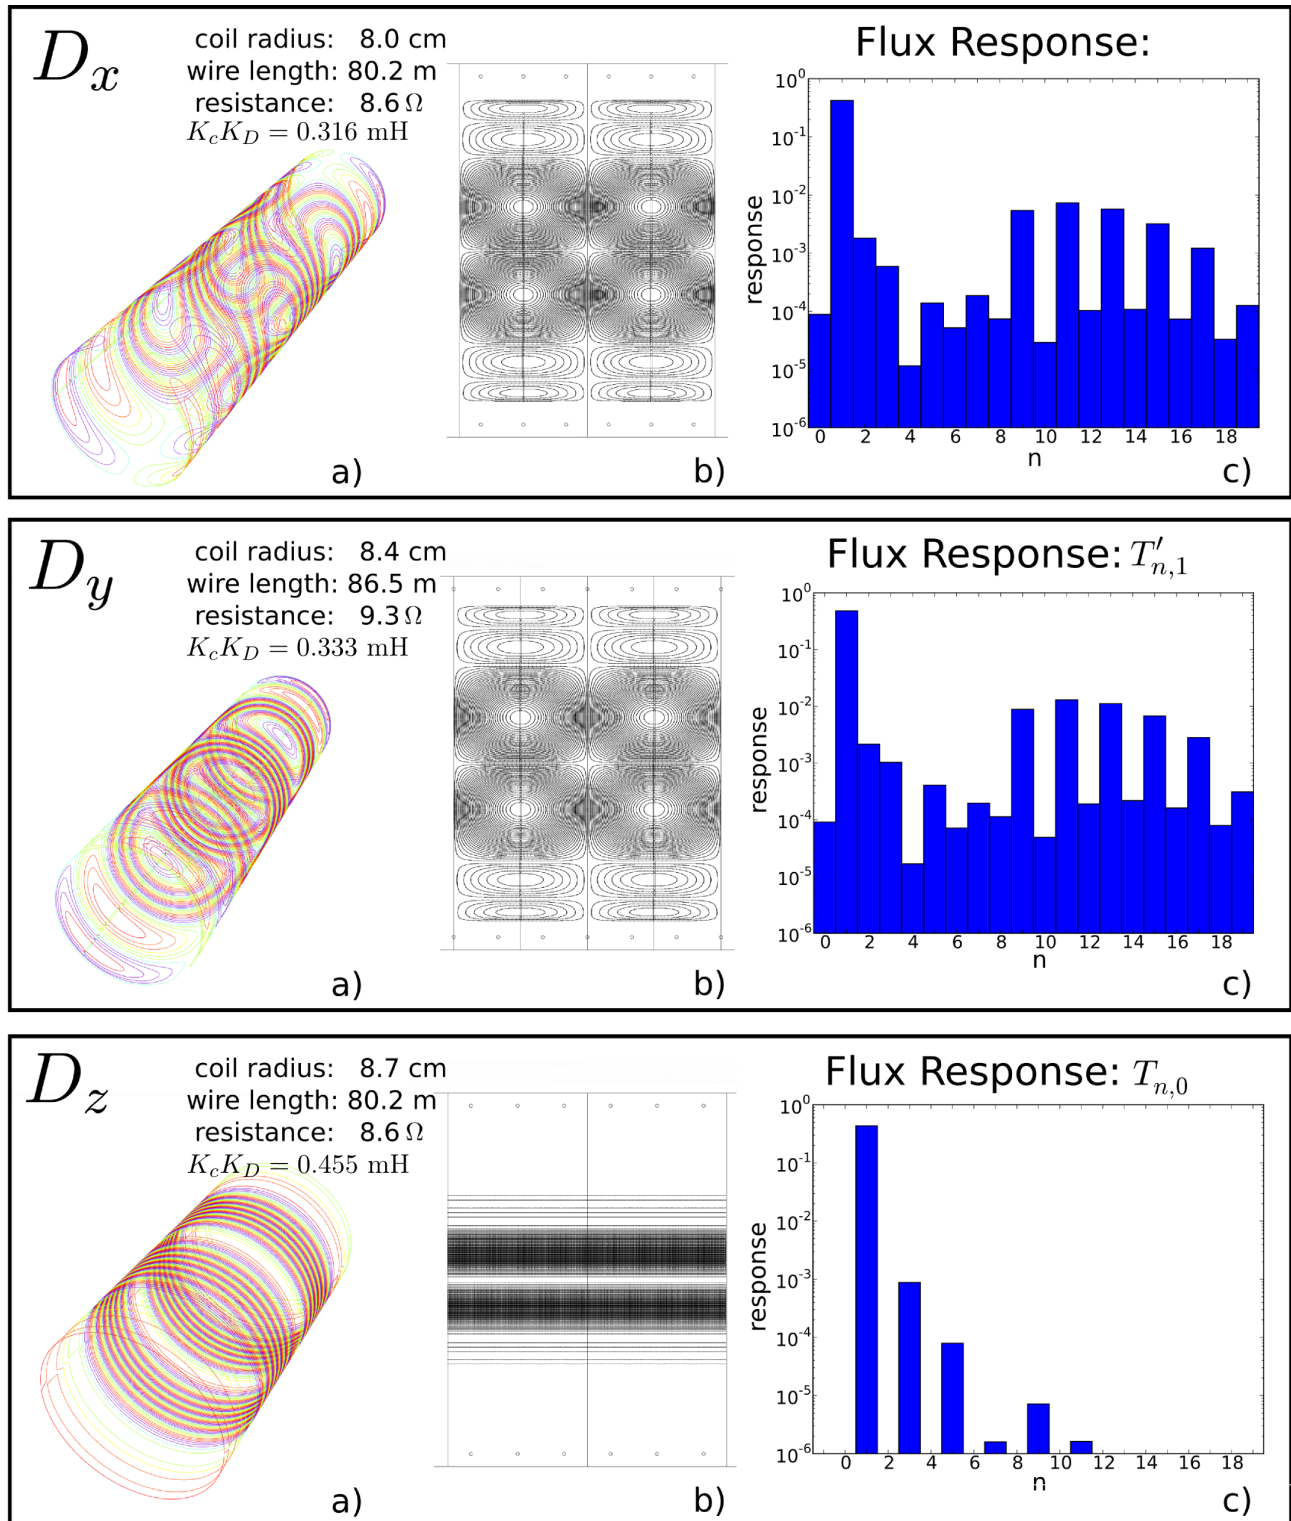 D_x
coil radius: 8.0 cm
wire length: 80.2 m
resistance: 8.6 Ω
K_cK_D = 0.316 mH
a)
b)
Flux Response:
10^0
10^-1
10^-2
10^-3
10^-4
10^-5
10^-6
response
0 2 4 6 8 10 12 14 16 18
n
c)
D_y
coil radius: 8.4 cm
wire length: 86.5 m
resistance: 9.3 Ω
K_cK_D = 0.333 mH
a)
b)
Flux Response: T'_{n,1}
10^0
10^-1
10^-2
10^-3
10^-4
10^-5
10^-6
response
0 2 4 6 8 10 12 14 16 18
n
c)
D_z
coil radius: 8.7 cm
wire length: 80.2 m
resistance: 8.6 Ω
K_cK_D = 0.455 mH
a)
b)
Flux Response: T_{n,0}
10^0
10^-1
10^-2
10^-3
10^-4
10^-5
10^-6
response
0 2 4 6 8 10 12 14 16 18
n
c)